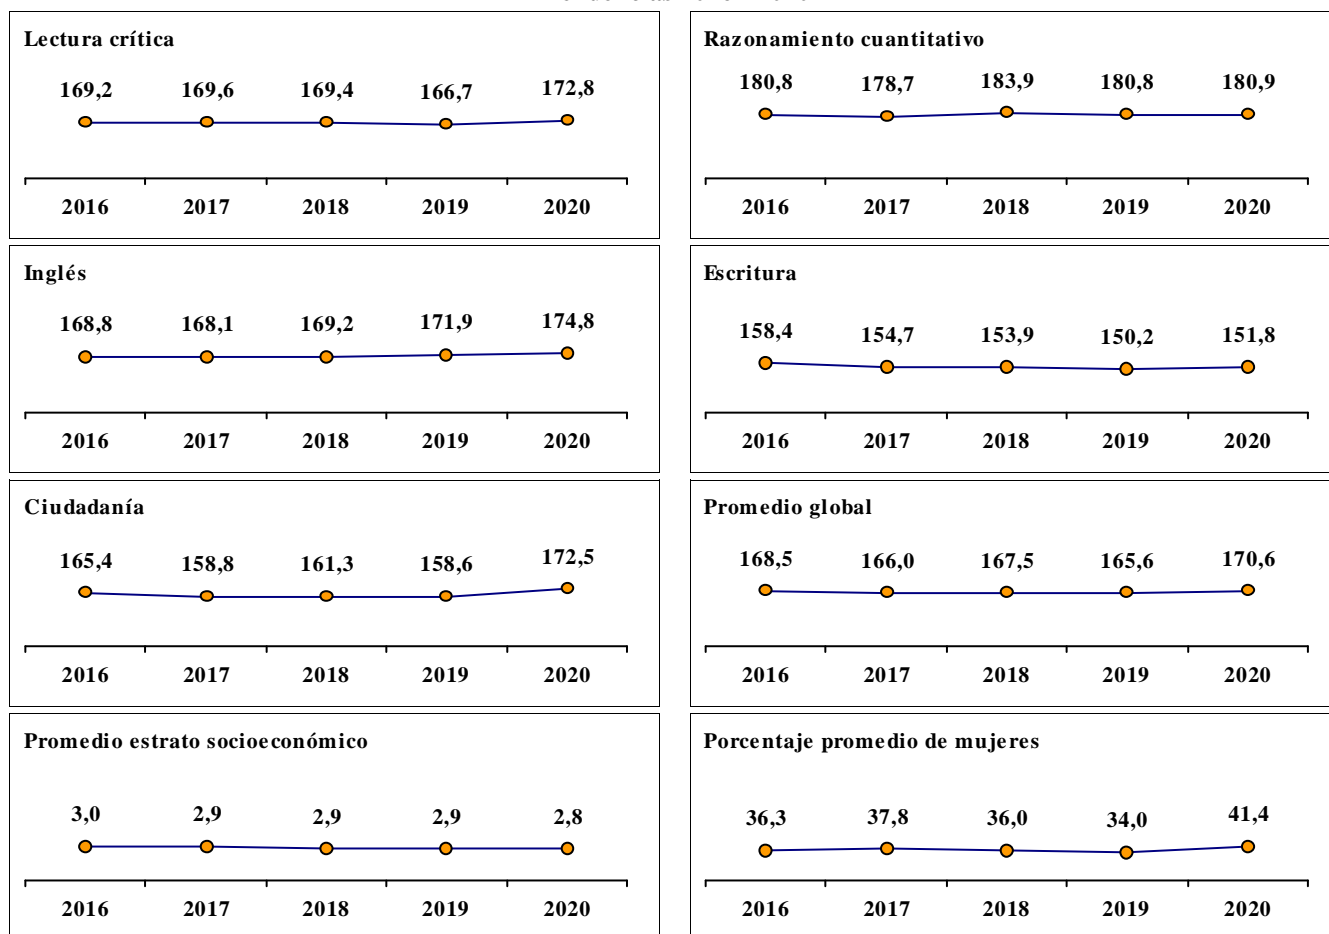 Lectura crítica
169,2 169,6 169,4 166,7 172,8
2016 2017 2018 2019 2020
Razonamiento cuantitativo
180,8 178,7 183,9 180,8 180,9
2016 2017 2018 2019 2020
Inglés
168,8 168,1 169,2 171,9 174,8
2016 2017 2018 2019 2020
Escritura
158,4 154,7 153,9 150,2 151,8
2016 2017 2018 2019 2020
Ciudadanía
165,4 158,8 161,3 158,6 172,5
2016 2017 2018 2019 2020
Promedio global
168,5 166,0 167,5 165,6 170,6
2016 2017 2018 2019 2020
Promedio estrato socioeconómico
3,0 2,9 2,9 2,9 2,8
2016 2017 2018 2019 2020
Porcentaje promedio de mujeres
36,3 37,8 36,0 34,0 41,4
2016 2017 2018 2019 2020